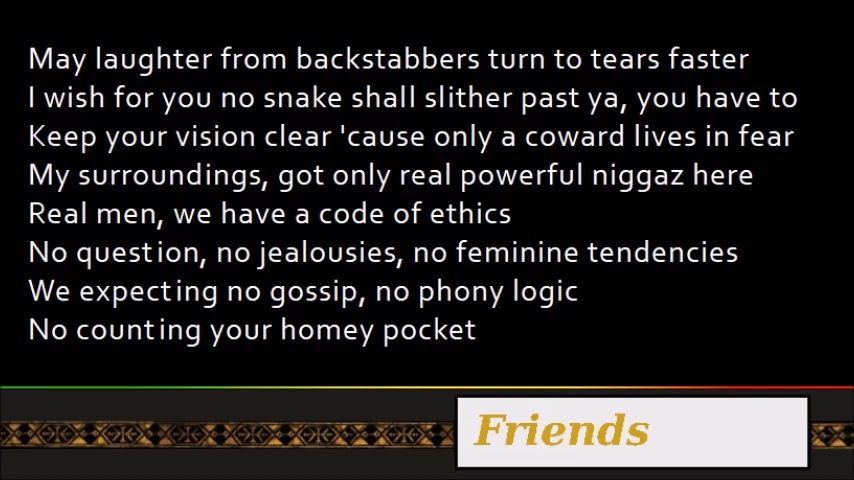 May laughter from backstabbers turn to tears faster
I wish for you no snake shall slither past ya, you have to
Keep your vision clear 'cause only a coward lives in fear
My surroundings, got only real powerful niggaz here
Real men, we have a code of ethics
No question, no jealousies, no feminine tendencies
We expecting no gossip, no phony logic
No counting your homey pocket
Friends